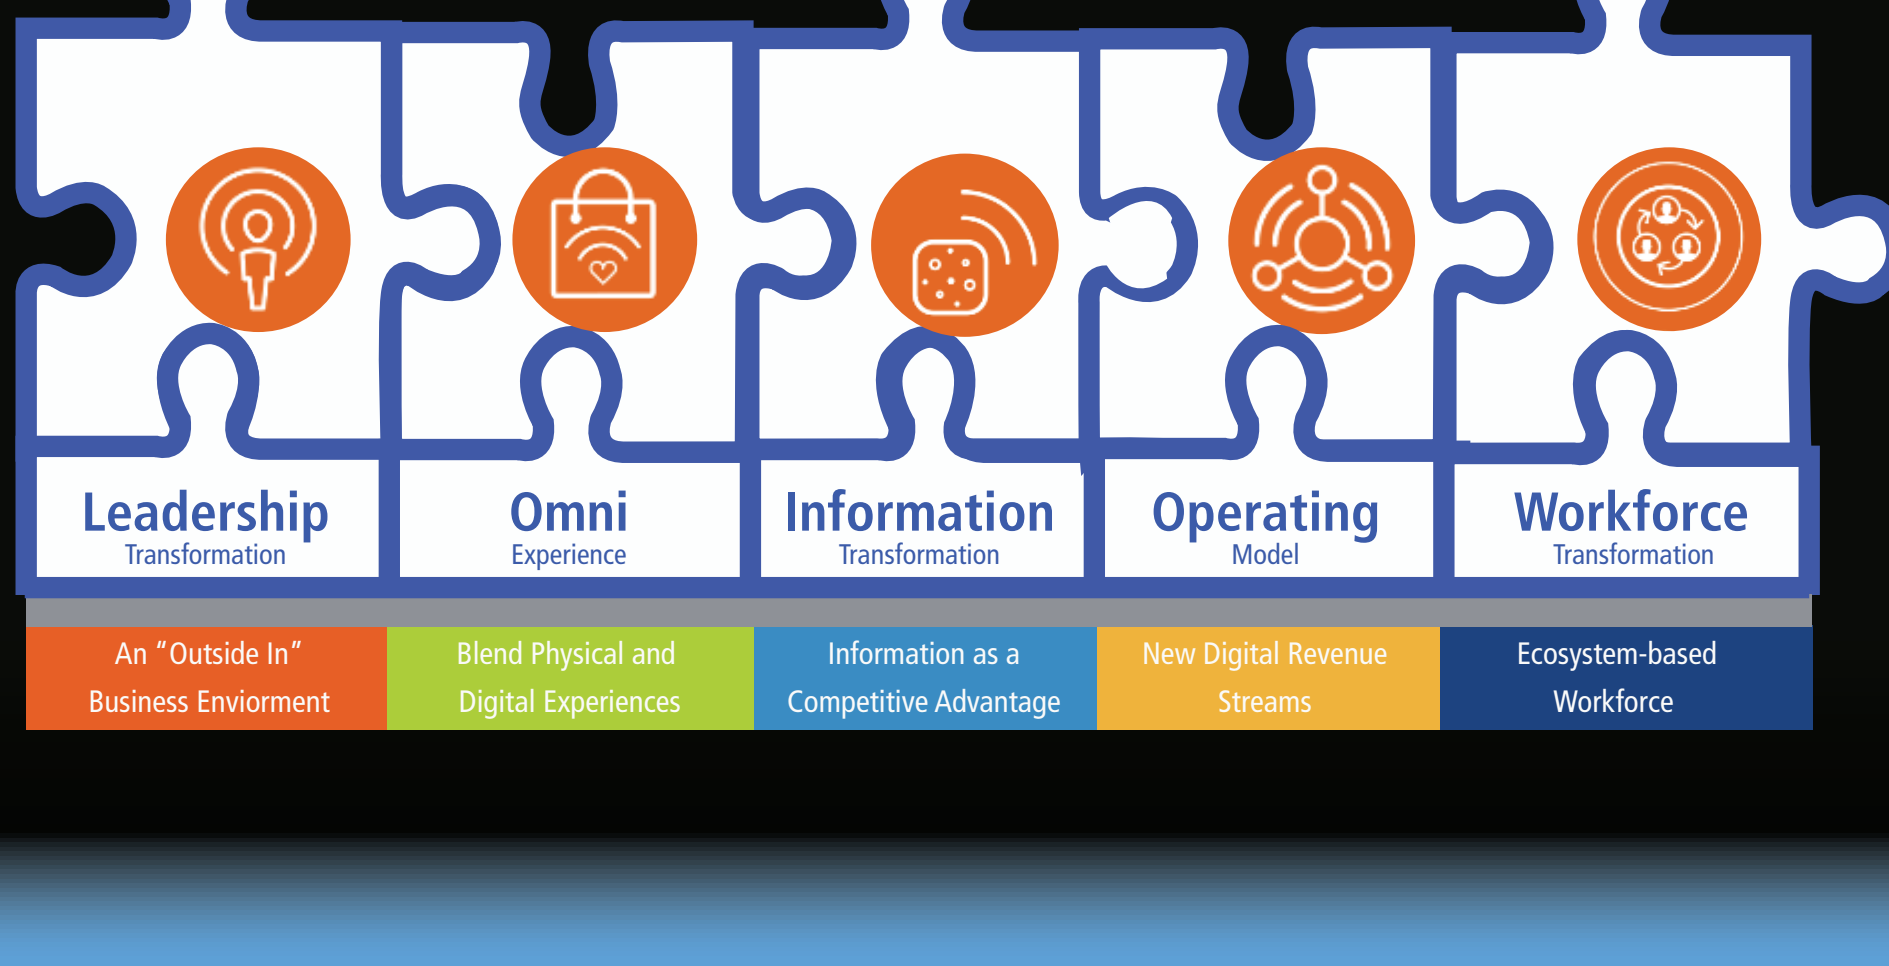 Leadership
Transformation
Omni
Experience
Information
Transformation
Operating
Model
Workforce
Transformation
An “Outside In”
Business Enviorment
Blend Physical and
Digital Experiences
Information as a
Competitive Advantage
New Digital Revenue
Streams
Ecosystem-based
Workforce